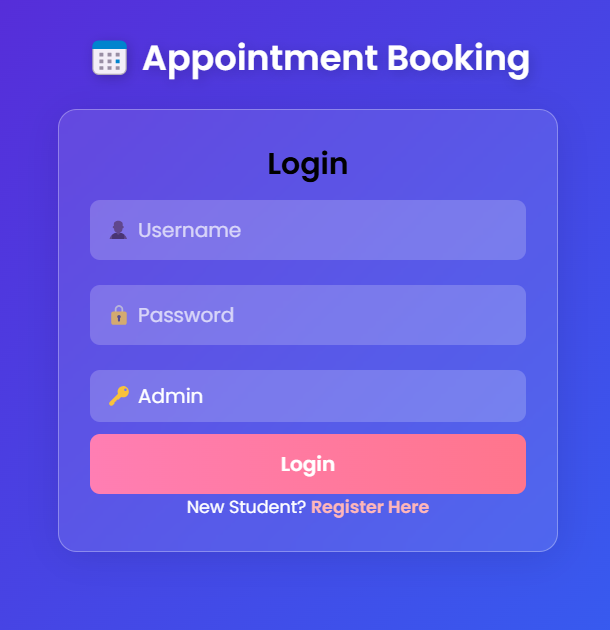 Appointment Booking
Login
Username
Password
Admin
Login
New Student? Register Here